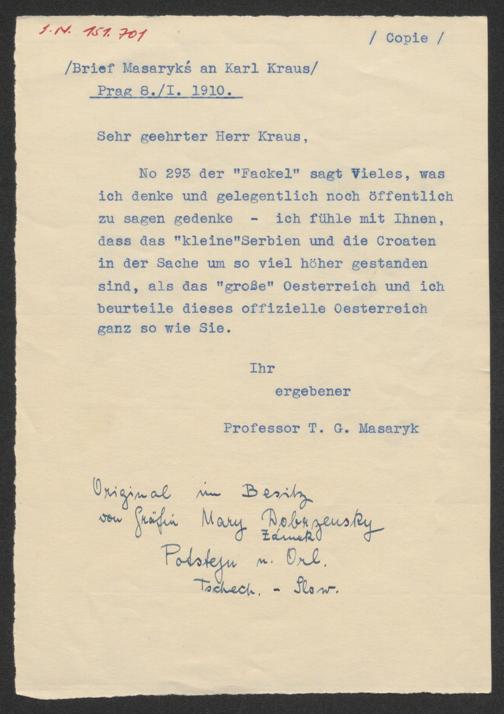 J.N. 151.701
/ Copie /
/Brief Masarykś an Karl Kraus/
Prag 8./I. 1910.
Sehr geehrter Herr Kraus,
No 293 der "Fackel" sagt Vieles, was
ich denke und gelegentlich noch öffentlich
zu sagen gedenke - ich fühle mit Ihnen,
dass das "kleine"Serbien und die Croaten
in der Sache um so viel höher gestanden
sind, als das "große" Oesterreich und ich
beurteile dieses offizielle Oesterreich
ganz so wie Sie.
Ihr
ergebener
Professor T. G. Masaryk
Original im Besitz
von Gräfin Mary Dobrzensky
Zámek
Potštejn n. Orl.
Tschech. - Slow.